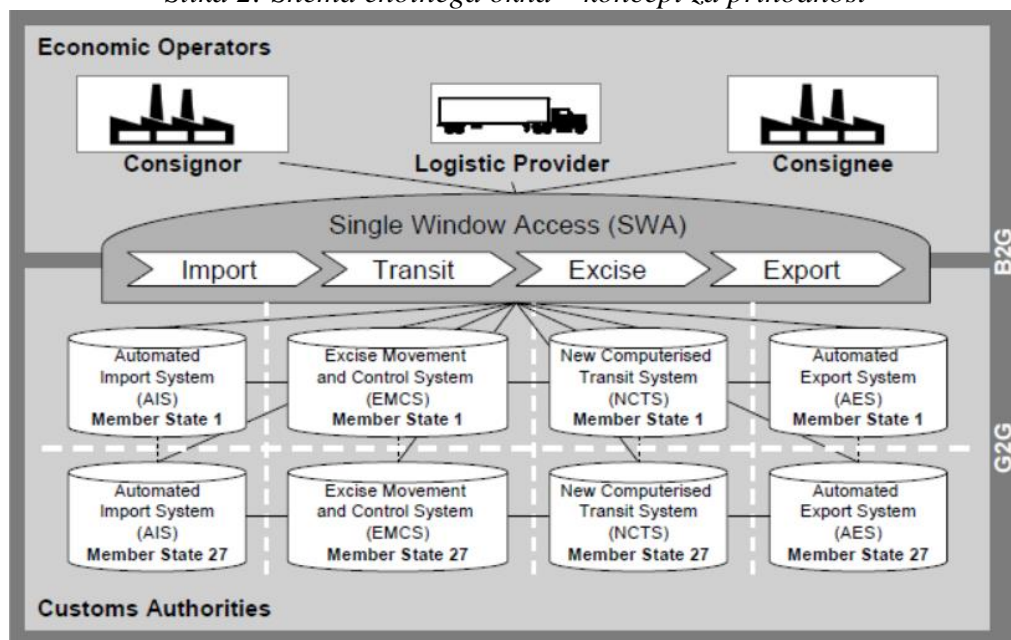 Slika 2: Shema enotnega okna – koncept za prihodnost
Economic Operators
Consignor
Logistic Provider
Consignee
Single Window Access (SWA)
Import
Transit
Excise
Export
B2G
Automated
Import System
(AIS)
Member State 1
Excise Movement
and Control System
(EMCS)
Member State 1
New Computerised
Transit System
(NCTS)
Member State 1
Automated
Export System
(AES)
Member State 1
G2G
Automated
Import System
(AIS)
Member State 27
Excise Movement
and Control System
(EMCS)
Member State 27
New Computerised
Transit System
(NCTS)
Member State 27
Automated
Export System
(AES)
Member State 27
Customs Authorities